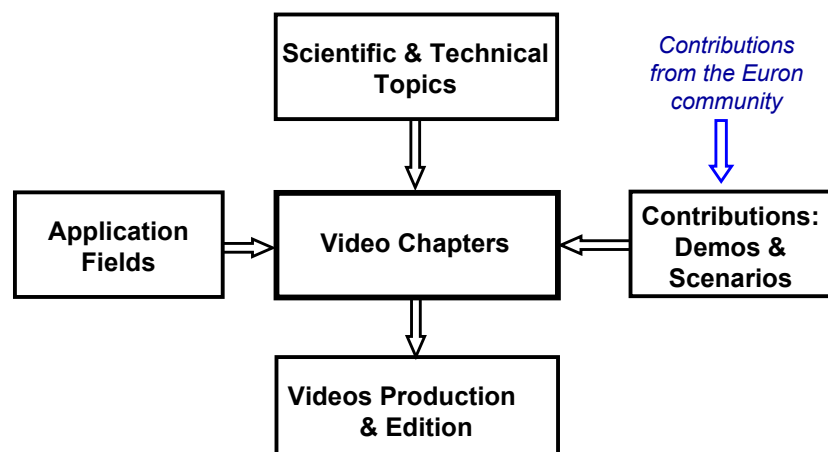 Scientific & Technical
Topics
Contributions
from the Euron
community
Application
Fields
Video Chapters
Contributions:
Demos &
Scenarios
Videos Production
& Edition